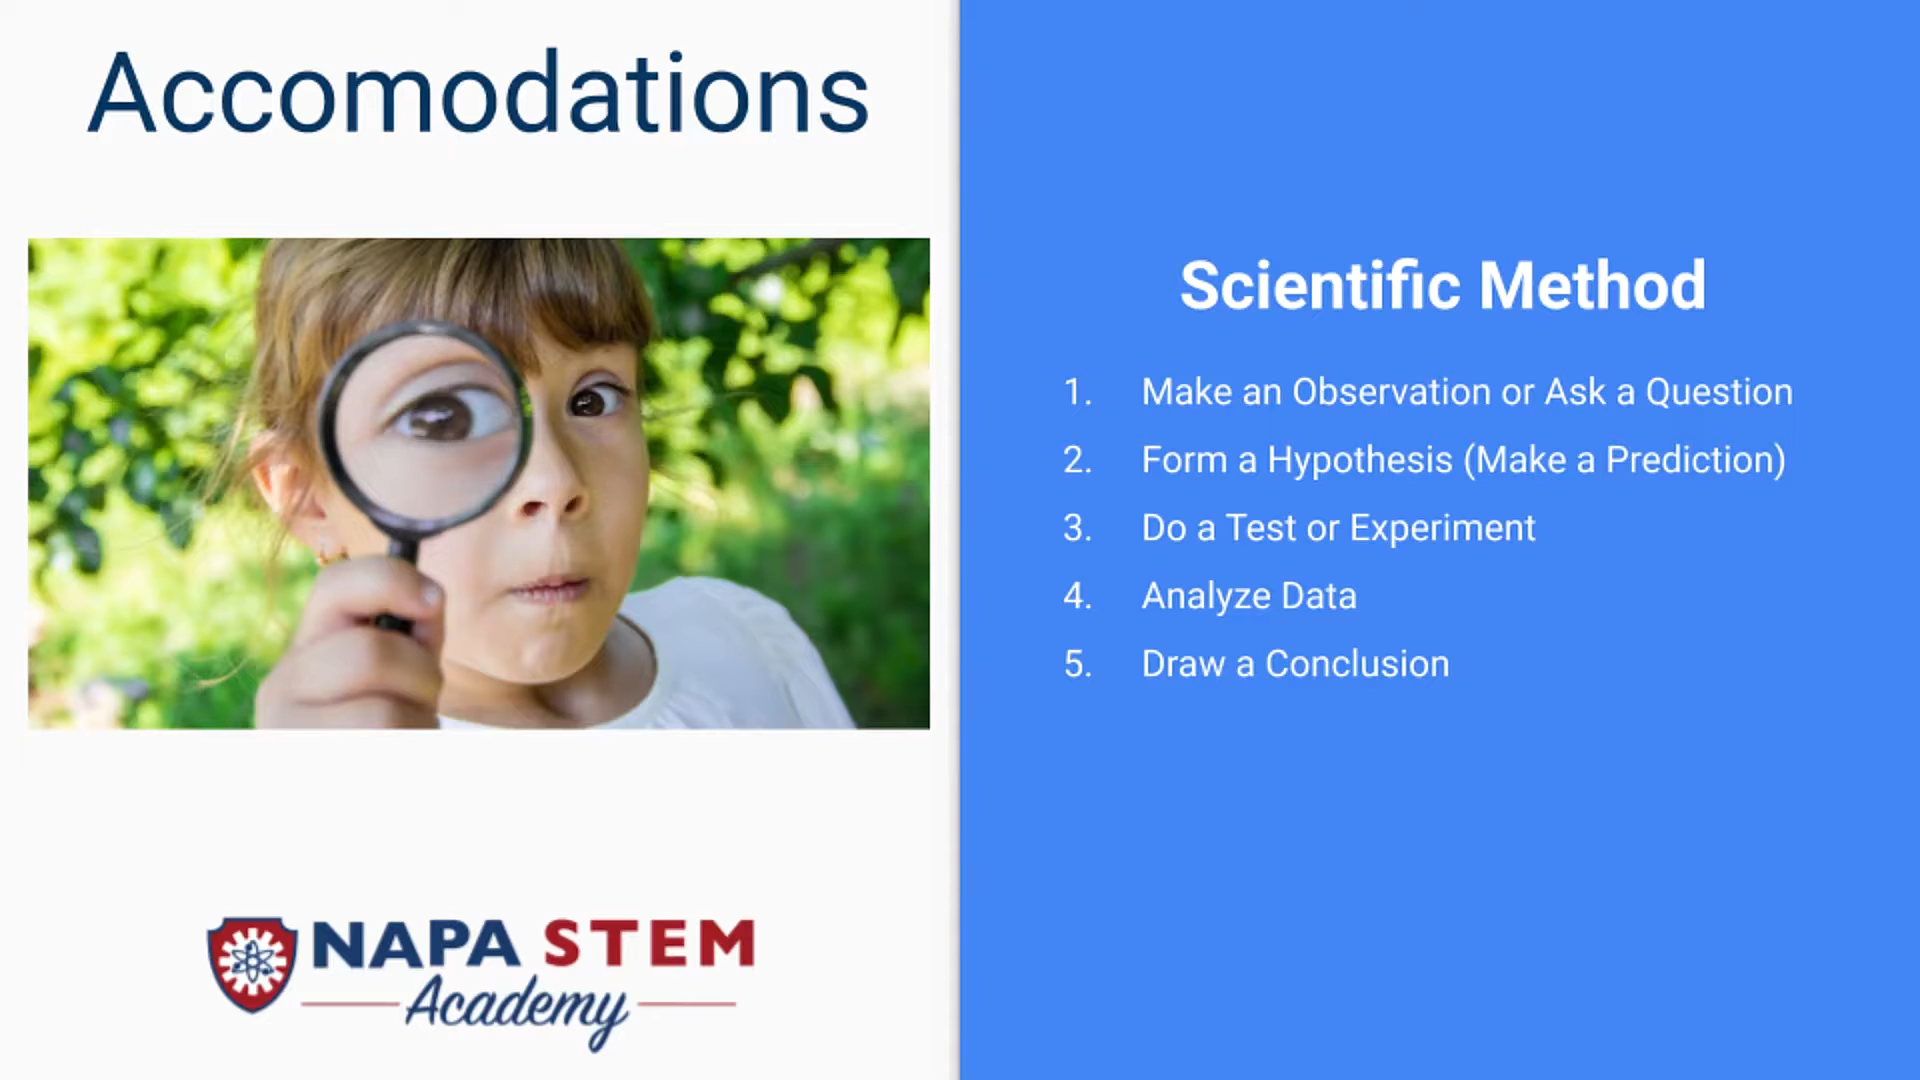 Accomodations
Scientific Method
1. Make an Observation or Ask a Question
2. Form a Hypothesis (Make a Prediction)
3. Do a Test or Experiment
4. Analyze Data
5. Draw a Conclusion
NAPA STEM
Academy